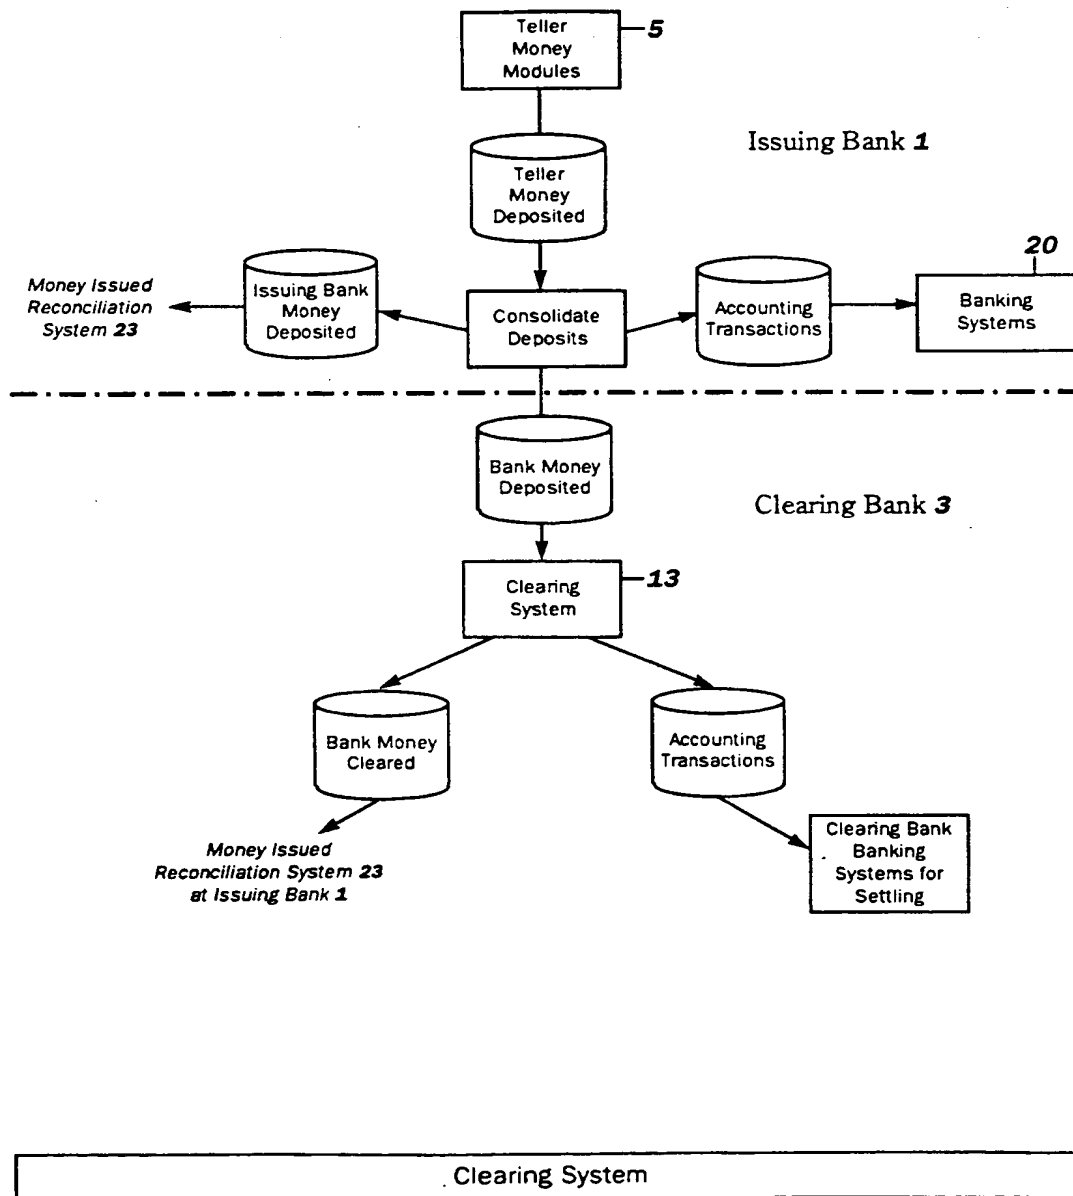 Teller
Money
Modules
5
Issuing Bank 1
Teller
Money
Deposited
20
Money Issued
Reconciliation
System 23
Issuing Bank
Money
Deposited
Consolidate
Deposits
Accounting
Transactions
Banking
Systems
Bank Money
Deposited
Clearing Bank 3
Clearing
System
13
Bank Money
Cleared
Accounting
Transactions
Money Issued
Reconciliation System 23
at Issuing Bank 1
Clearing Bank
Banking
Systems for
Settling
Clearing System